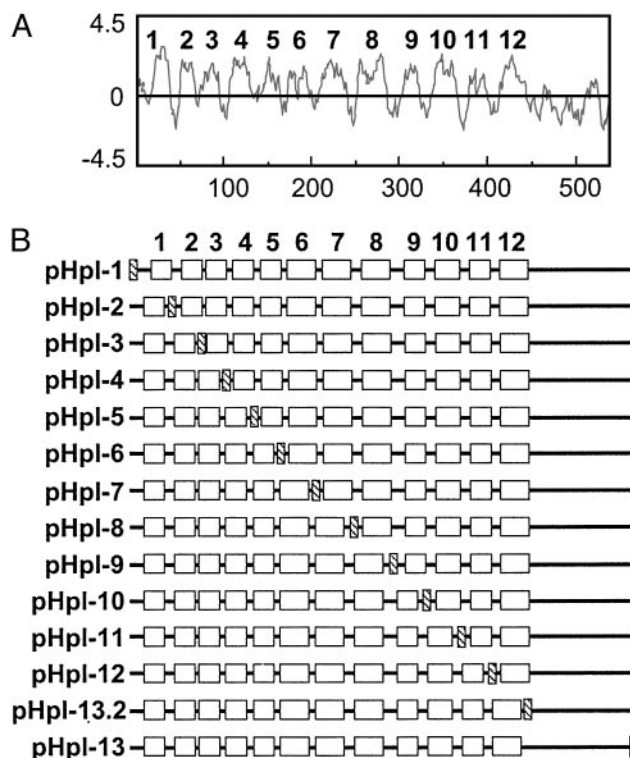 A
4.5
1 2 3 4 5 6 7 8 9 10 11 12
0
-4.5
100 200 300 400 500
B
1 2 3 4 5 6 7 8 9 10 11 12
pHpl-1
pHpl-2
pHpl-3
pHpl-4
pHpl-5
pHpl-6
pHpl-7
pHpl-8
pHpl-9
pHpl-10
pHpl-11
pHpl-12
pHpl-13.2
pHpl-13